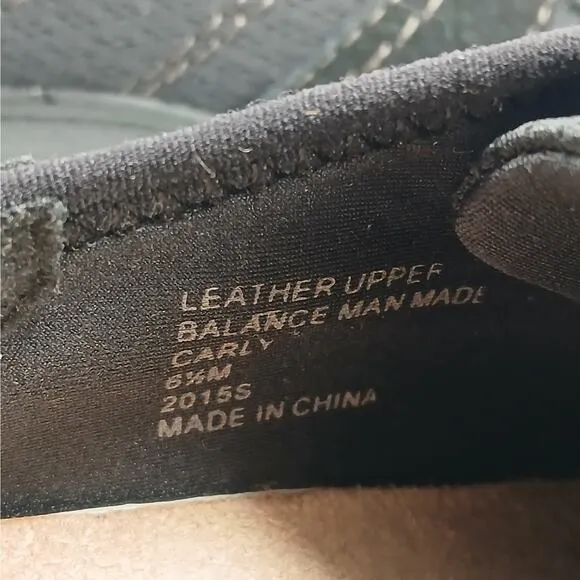 LEATHER UPPER
BALANCE MAN MADE
CARLY
6½M
2015S
MADE IN CHINA